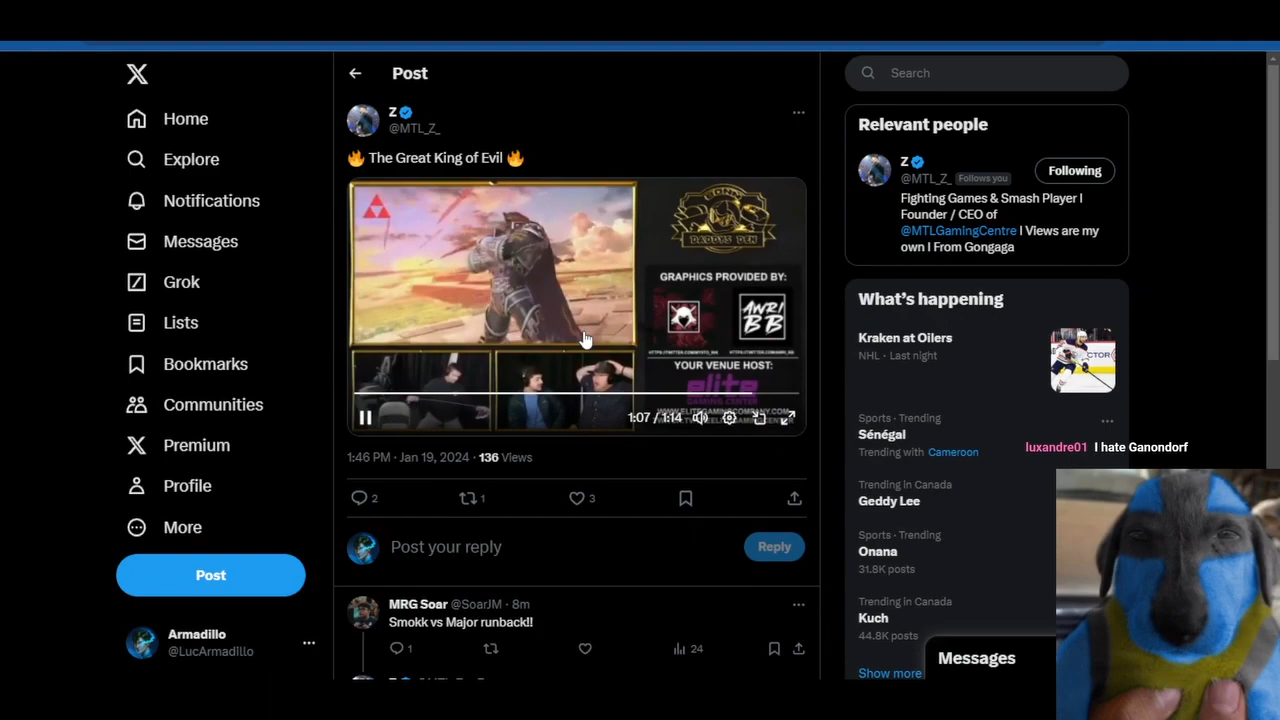 Home
Explore
Notifications
Messages
Grok
Lists
Bookmarks
Communities
Premium
Profile
More
Post
Armadillo
@LucArmadillo
Post
Z
@MTL_Z_
🔥 The Great King of Evil 🔥
SONNY
DADDYS DEN
GRAPHICS PROVIDED BY:
AWR!
BB
YOUR VENUE HOST:
elite
1:07 / 1:14
1:46 PM · Jan 19, 2024 · 136 Views
2
1
3
Post your reply
Reply
MRG Soar @SoarJM · 8m
Smokk vs Major runback!!
1
24
Search
Relevant people
Z
@MTL_Z_ Follows you
Following
Fighting Games & Smash Player |
Founder / CEO of
@MTLGamingCentre | Views are my
own | From Gongaga
What's happening
Kraken at Oilers
NHL · Last night
Sports · Trending
Sénégal
Trending with Cameroon
luxandre01 I hate Ganondorf
Trending in Canada
Geddy Lee
Sports · Trending
Onana
31.8K posts
Trending in Canada
Kuch
44.8K posts
Show more
Messages